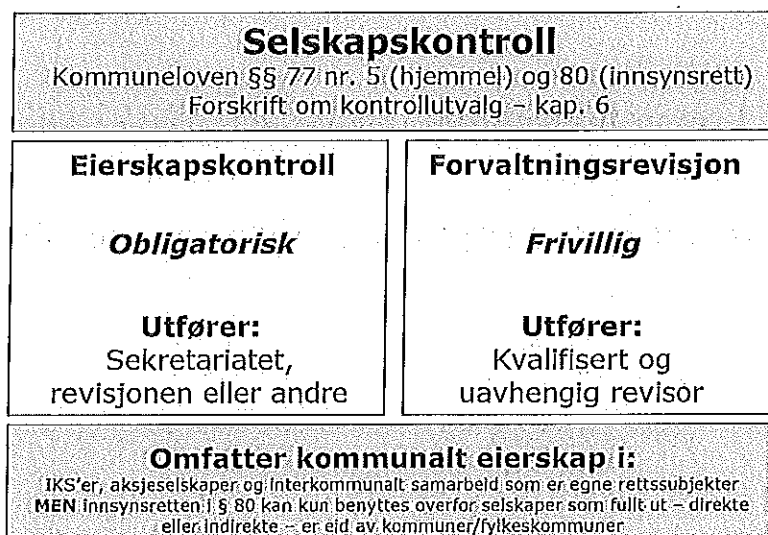 Selskapskontroll
Kommuneloven §§ 77 nr. 5 (hjemmel) og 80 (innsynsrett)
Forskrift om kontrollutvalg – kap. 6
Eierskapskontroll
Obligatorisk
Utfører:
Sekretariatet,
revisjonen eller andre
Forvaltningsrevisjon
Frivillig
Utfører:
Kvalifisert og
uavhengig revisor
Omfatter kommunalt eierskap i:
IKS'er, aksjeselskaper og interkommunalt samarbeid som er egne rettssubjekter
MEN innsynsretten i § 80 kan kun benyttes overfor selskaper som fullt ut – direkte
eller indirekte – er eid av kommuner/fylkeskommuner